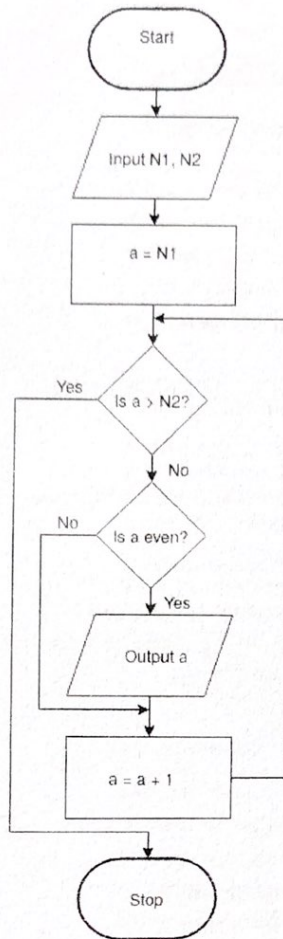 Start
Input N1, N2
a = N1
Yes
Is a > N2?
No
No
Is a even?
Yes
Output a
a = a + 1
Stop